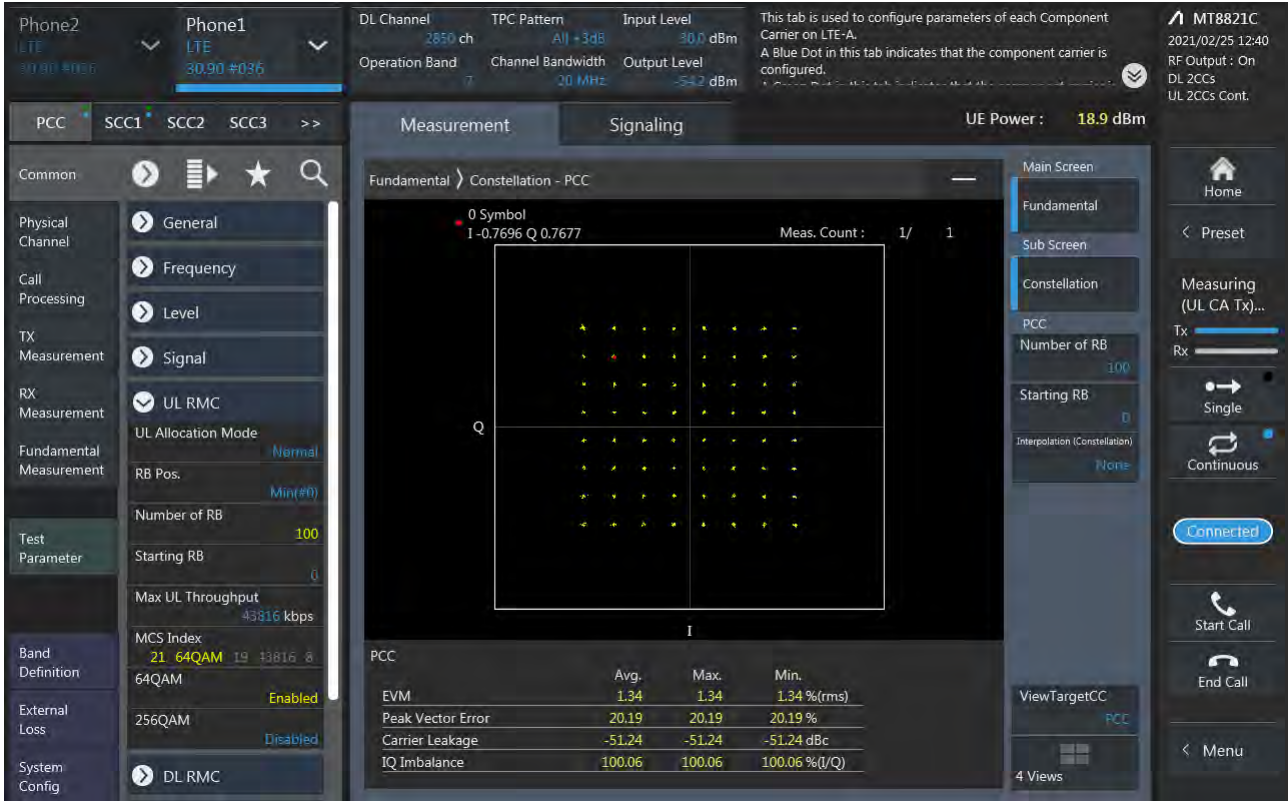 Phone2
LTE
30.90 #036
Phone1
LTE
30.90 #036
DL Channel
2850 ch
TPC Pattern
All +3dB
Input Level
30.0 dBm
Operation Band
7
Channel Bandwidth
20 MHz
Output Level
-54.2 dBm
This tab is used to configure parameters of each Component
Carrier on LTE-A.
A Blue Dot in this tab indicates that the component carrier is
configured.
MT8821C
2021/02/25 12:40
RF Output : On
DL 2CCs
UL 2CCs Cont.
PCC SCC1 SCC2 SCC3 >>
Measurement
Signaling
UE Power : 18.9 dBm
Common
Physical
Channel
Call
Processing
TX
Measurement
RX
Measurement
Fundamental
Measurement
Test
Parameter
Band
Definition
External
Loss
System
Config
General
Frequency
Level
Signal
UL RMC
UL Allocation Mode
Normal
RB Pos.
Min(#0)
Number of RB
100
Starting RB
0
Max UL Throughput
43816 kbps
MCS Index
21 64QAM 19 43816 8
64QAM
Enabled
256QAM
Disabled
DL RMC
Fundamental Constellation - PCC
0 Symbol
I -0.7696 Q 0.7677
Meas. Count : 1/ 1
Q
I
PCC
Avg. Max. Min.
EVM 1.34 1.34 1.34 %(rms)
Peak Vector Error 20.19 20.19 20.19 %
Carrier Leakage -51.24 -51.24 -51.24 dBc
IQ Imbalance 100.06 100.06 100.06 %(I/Q)
Main Screen
Fundamental
Sub Screen
Constellation
PCC
Number of RB
100
Starting RB
0
Interpolation (Constellation)
None
ViewTargetCC
PCC
4 Views
Home
< Preset
Measuring
(UL CA Tx)...
Tx
Rx
Single
Continuous
Connected
Start Call
End Call
< Menu